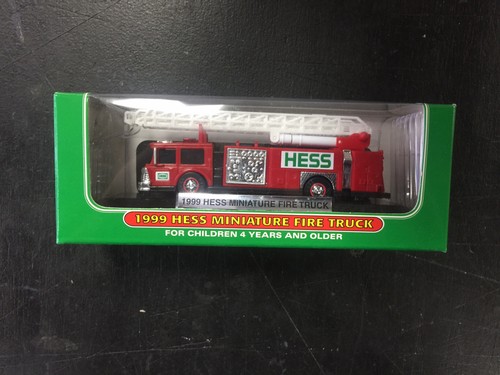 HESS
1999 HESS MINIATURE FIRE TRUCK
1999 HESS MINIATURE FIRE TRUCK
FOR CHILDREN 4 YEARS AND OLDER